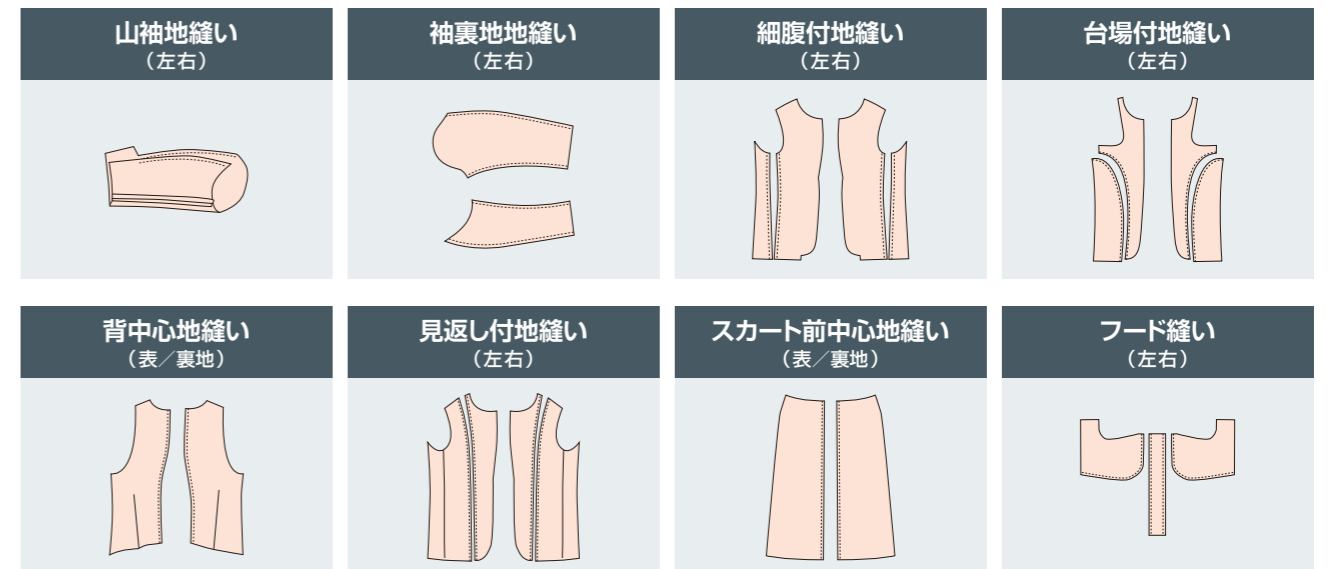 山袖地縫い
（左右）
袖裏地地縫い
（左右）
細腹付地縫い
（左右）
台場付地縫い
（左右）
背中心地縫い
（表／裏地）
見返し付地縫い
（左右）
スカート前中心地縫い
（表／裏地）
フード縫い
（左右）